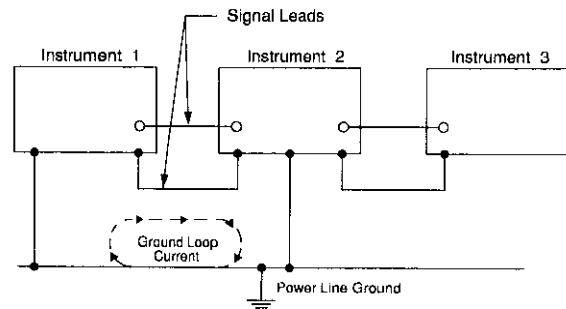 Signal Leads
Instrument 1
Instrument 2
Instrument 3
Ground Loop
Current
Power Line Ground